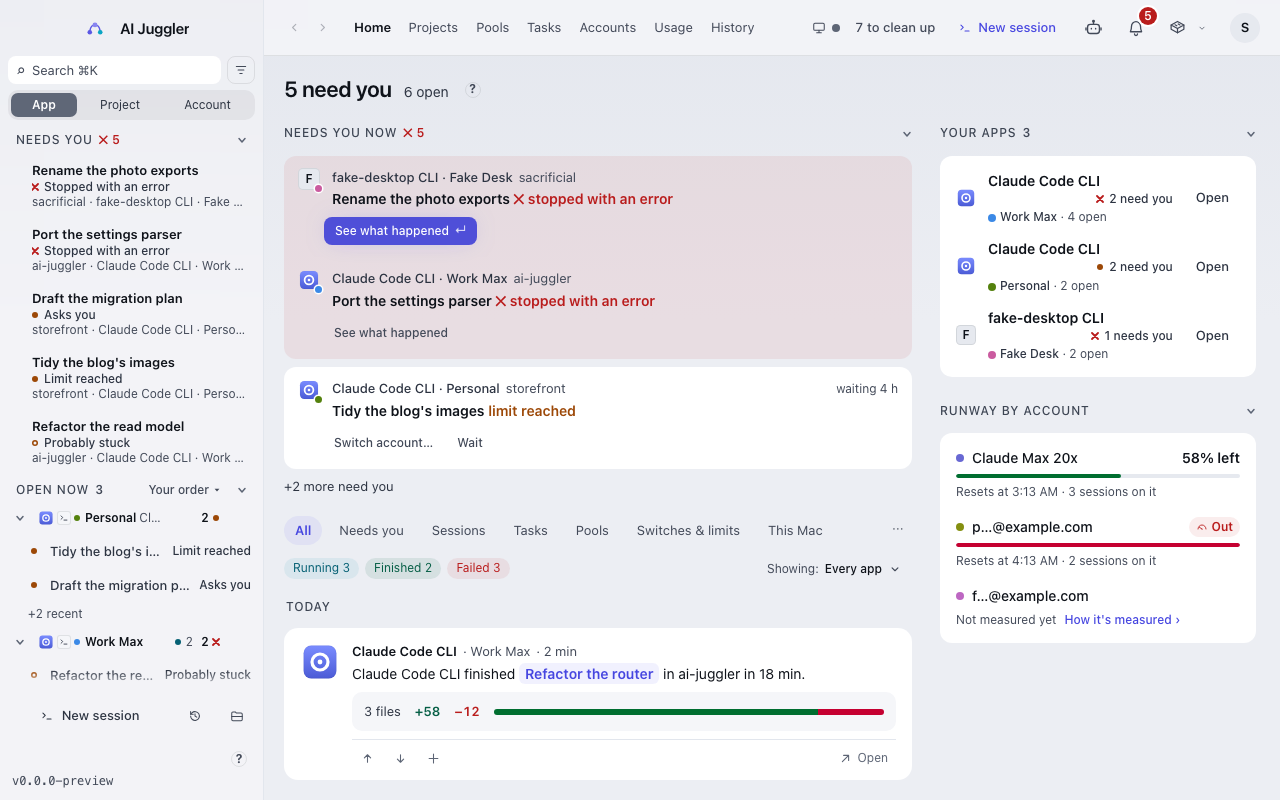 AI Juggler
Search ⌘K
App Project Account
NEEDS YOU 5
Rename the photo exports
Stopped with an error
sacrificial · fake-desktop CLI · Fake ...
Port the settings parser
Stopped with an error
ai-juggler · Claude Code CLI · Work ...
Draft the migration plan
Asks you
storefront · Claude Code CLI · Perso...
Tidy the blog's images
Limit reached
storefront · Claude Code CLI · Perso...
Refactor the read model
Probably stuck
ai-juggler · Claude Code CLI · Work ...
OPEN NOW 3 Your order
Personal Cl... 2
Tidy the blog's i... Limit reached
Draft the migration p... Asks you
+2 recent
Work Max 2 2
Refactor the re... Probably stuck
New session
?
v0.0.0-preview
Home Projects Pools Tasks Accounts Usage History 7 to clean up New session 5 S
5 need you 6 open ?
NEEDS YOU NOW 5
F fake-desktop CLI · Fake Desk sacrificial
Rename the photo exports stopped with an error
See what happened
Claude Code CLI · Work Max ai-juggler
Port the settings parser stopped with an error
See what happened
Claude Code CLI · Personal storefront waiting 4 h
Tidy the blog's images limit reached
Switch account... Wait
+2 more need you
All Needs you Sessions Tasks Pools Switches & limits This Mac ...
Running 3 Finished 2 Failed 3 Showing: Every app
TODAY
Claude Code CLI · Work Max · 2 min
Claude Code CLI finished Refactor the router in ai-juggler in 18 min.
3 files +58 −12
Open
YOUR APPS 3
Claude Code CLI
2 need you Open
Work Max · 4 open
Claude Code CLI
2 need you Open
Personal · 2 open
fake-desktop CLI
F 1 needs you Open
Fake Desk · 2 open
RUNWAY BY ACCOUNT
Claude Max 20x 58% left
Resets at 3:13 AM · 3 sessions on it
p...@example.com Out
Resets at 4:13 AM · 2 sessions on it
f...@example.com
Not measured yet How it's measured ›